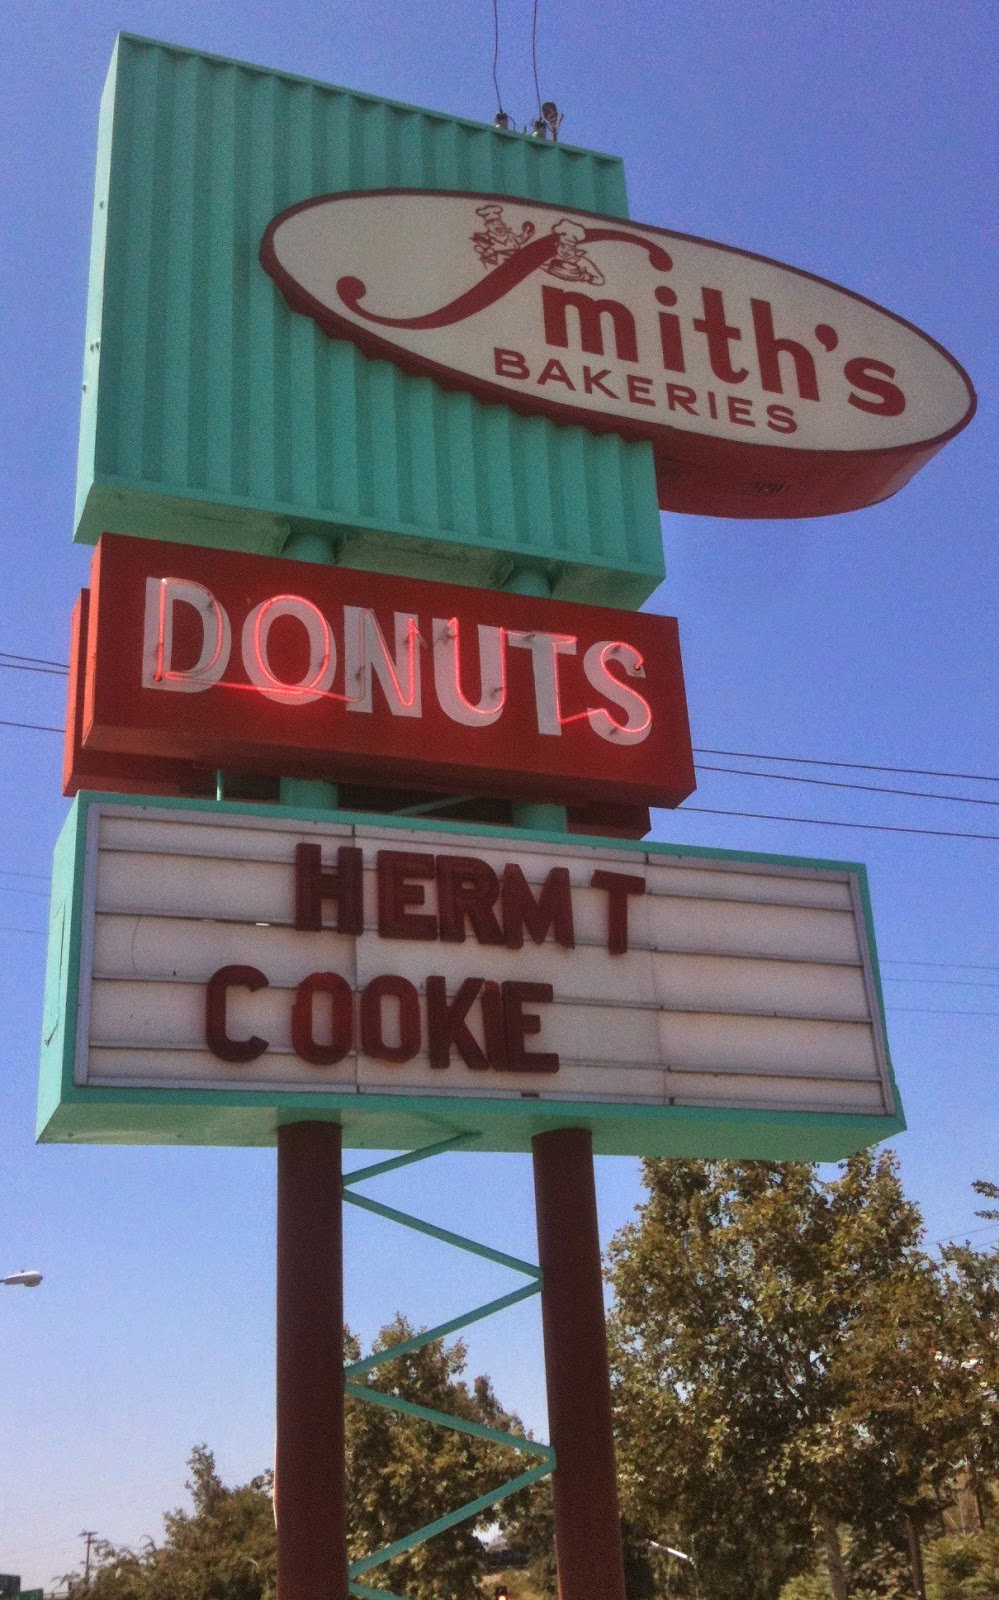 Smith's
BAKERIES
DONUTS
HERM T
COOKIE